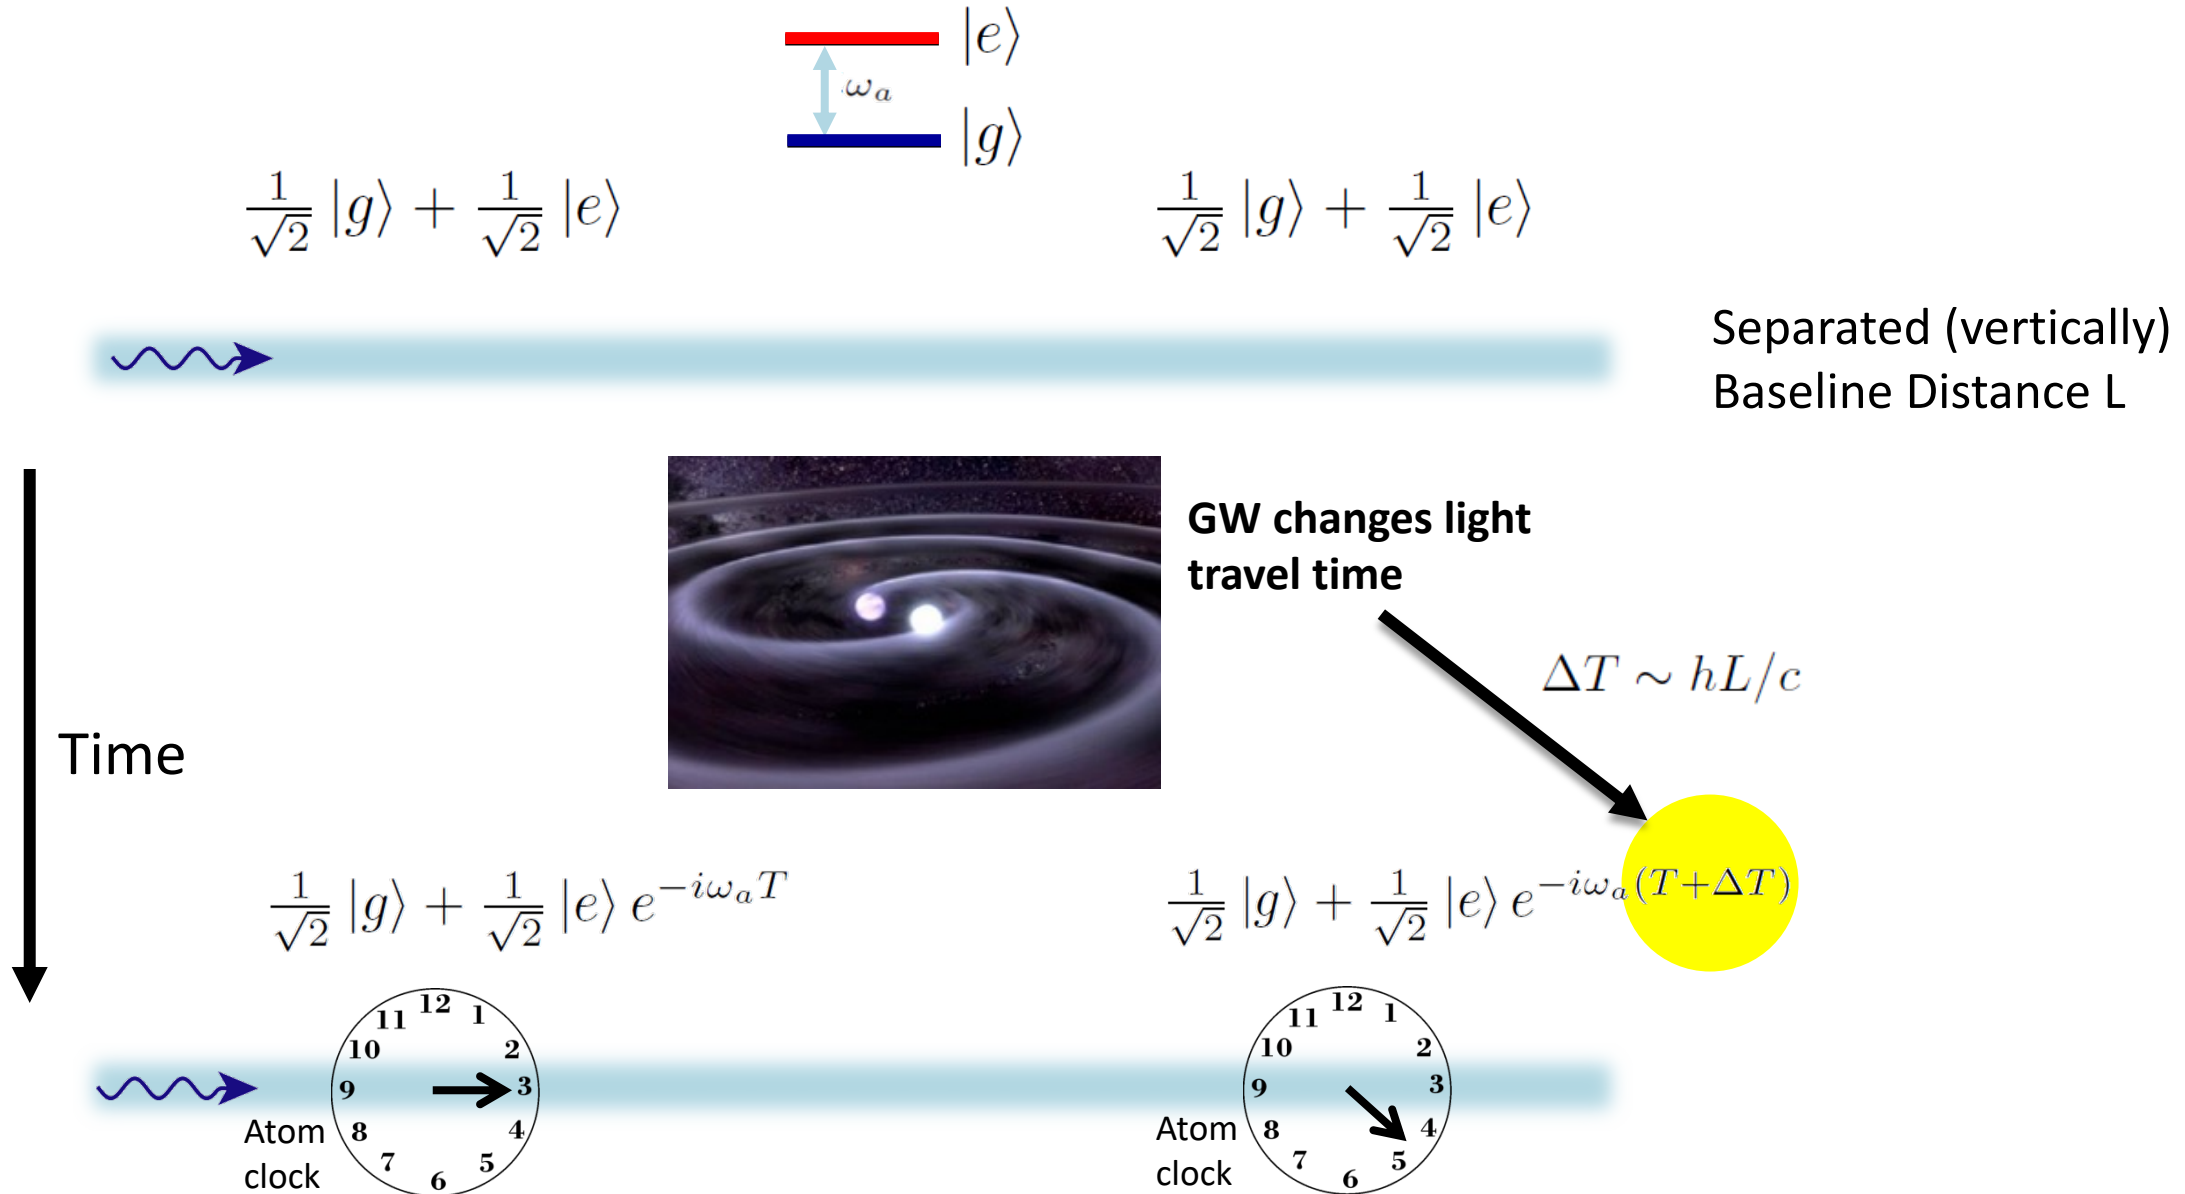 |e⟩
ω_a
|g⟩
1/√2 |g⟩ + 1/√2 |e⟩
1/√2 |g⟩ + 1/√2 |e⟩
Separated (vertically)
Baseline Distance L
GW changes light
travel time
ΔT ∼ hL/c
Time
1/√2 |g⟩ + 1/√2 |e⟩ e^{-iω_a T}
1/√2 |g⟩ + 1/√2 |e⟩ e^{-iω_a (T+ΔT)}
12
1
2
3
4
5
6
7
8
9
10
11
Atom
clock
12
1
2
3
4
5
6
7
8
9
10
11
Atom
clock